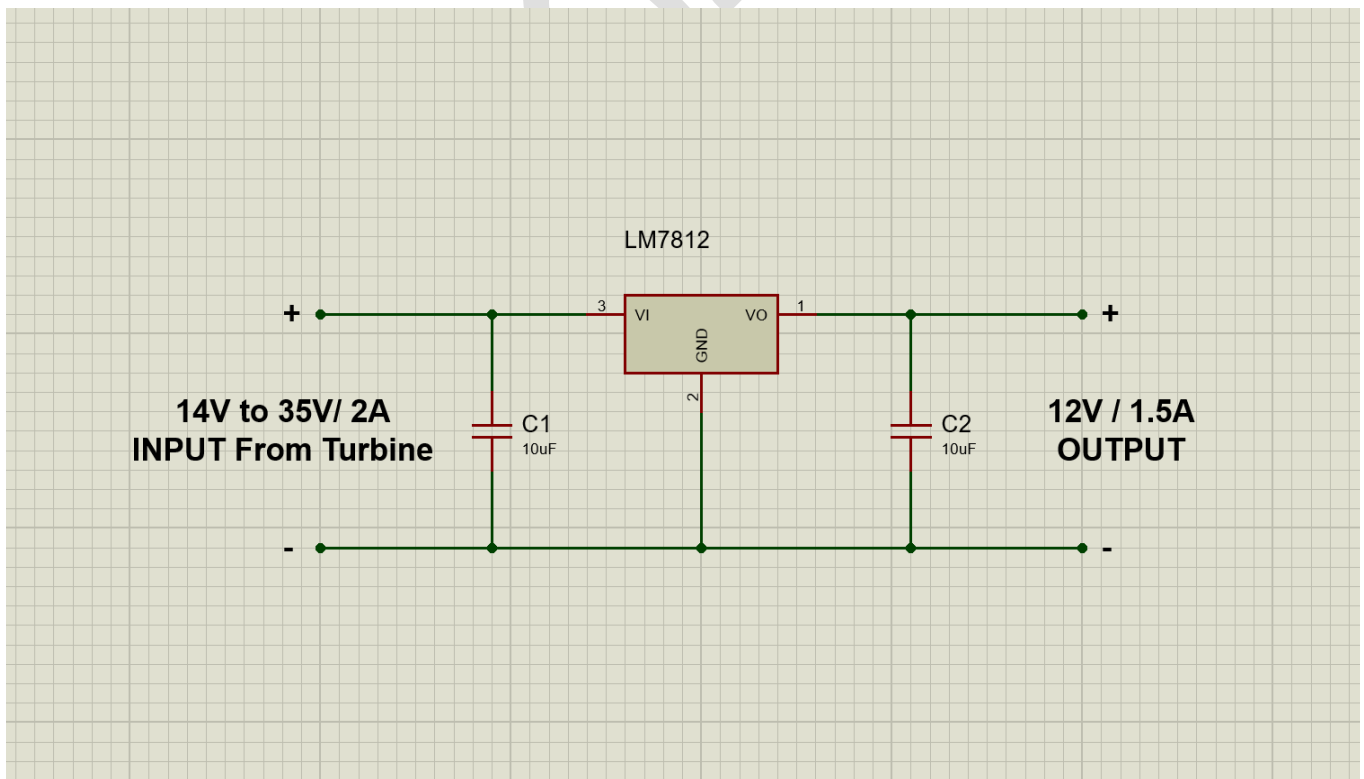 LM7812
+
3
VI
VO
1
+
GND
2
14V to 35V/ 2A
INPUT From Turbine
C1
10uF
C2
10uF
12V / 1.5A
OUTPUT
-
-